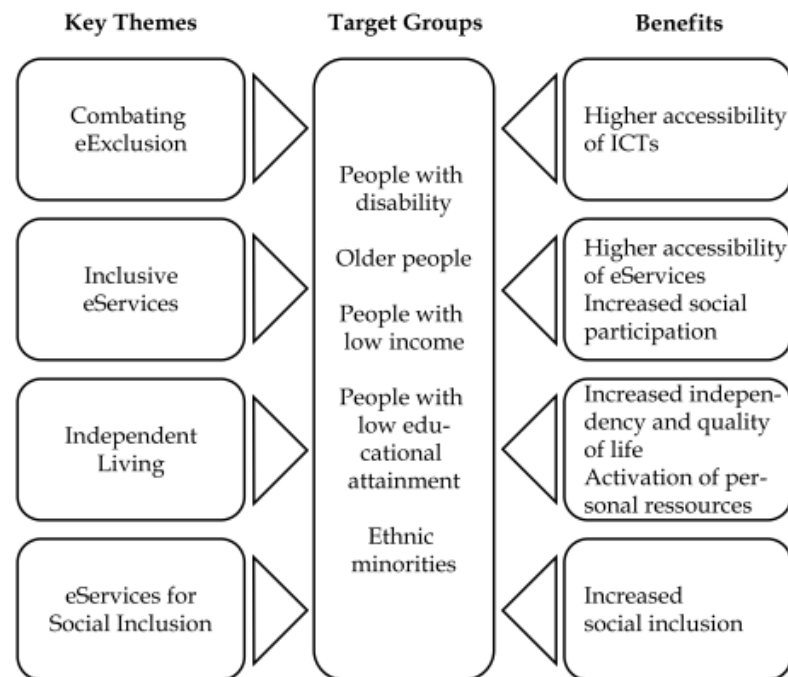 Key Themes
Target Groups
Benefits
Combating
eExclusion
Inclusive
eServices
Independent
Living
eServices for
Social Inclusion
People with
disability
Older people
People with
low income
People with
low edu-
cational
attainment
Ethnic
minorities
Higher accessibility
of ICTs
Higher accessibility
of eServices
Increased social
participation
Increased indepen-
dency and quality
of life
Activation of per-
sonal ressources
Increased
social inclusion